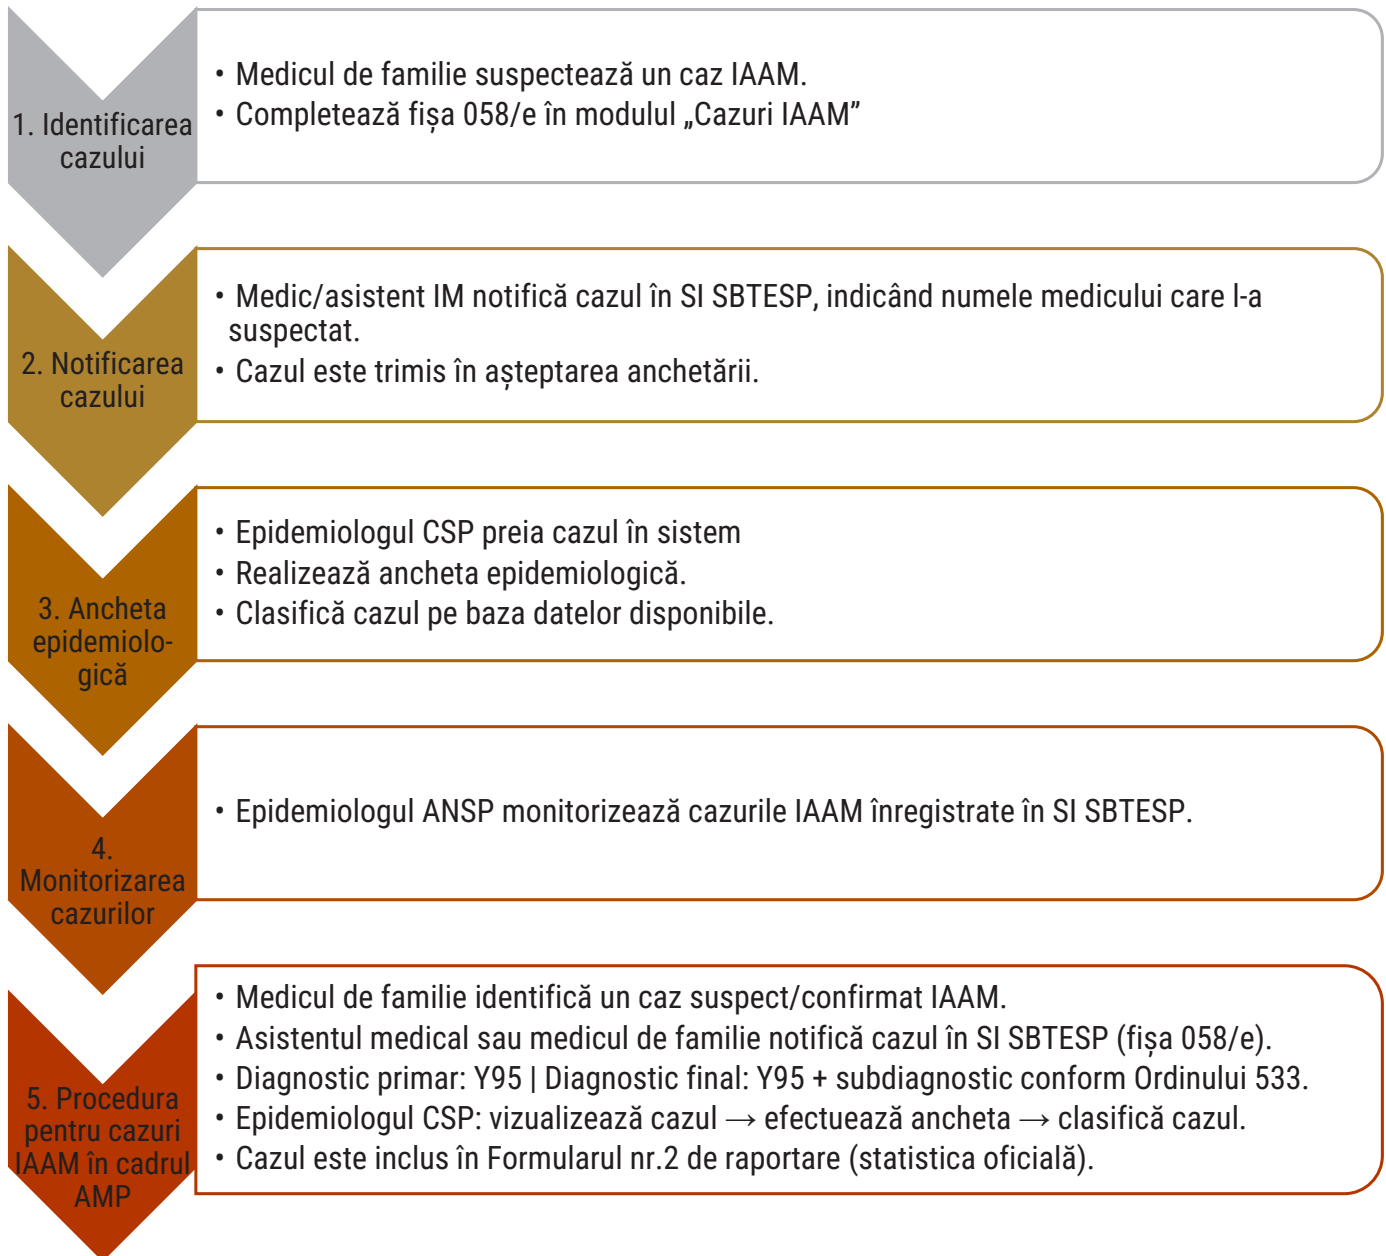 1. Identificarea
cazului
• Medicul de familie suspectează un caz IAAM.
• Completează fișa 058/e în modulul „Cazuri IAAM”
2. Notificarea
cazului
• Medic/asistent IM notifică cazul în SI SBTESP, indicând numele medicului care l-a
suspectat.
• Cazul este trimis în așteptarea anchetării.
3. Ancheta
epidemiolo-
gică
• Epidemiologul CSP preia cazul în sistem
• Realizează ancheta epidemiologică.
• Clasifică cazul pe baza datelor disponibile.
4.
Monitorizarea
cazurilor
• Epidemiologul ANSP monitorizează cazurile IAAM înregistrate în SI SBTESP.
5. Procedura
pentru cazuri
IAAM în cadrul
AMP
• Medicul de familie identifică un caz suspect/confirmat IAAM.
• Asistentul medical sau medicul de familie notifică cazul în SI SBTESP (fișa 058/e).
• Diagnostic primar: Y95 | Diagnostic final: Y95 + subdiagnostic conform Ordinului 533.
• Epidemiologul CSP: vizualizează cazul → efectuează ancheta → clasifică cazul.
• Cazul este inclus în Formularul nr.2 de raportare (statistica oficială).